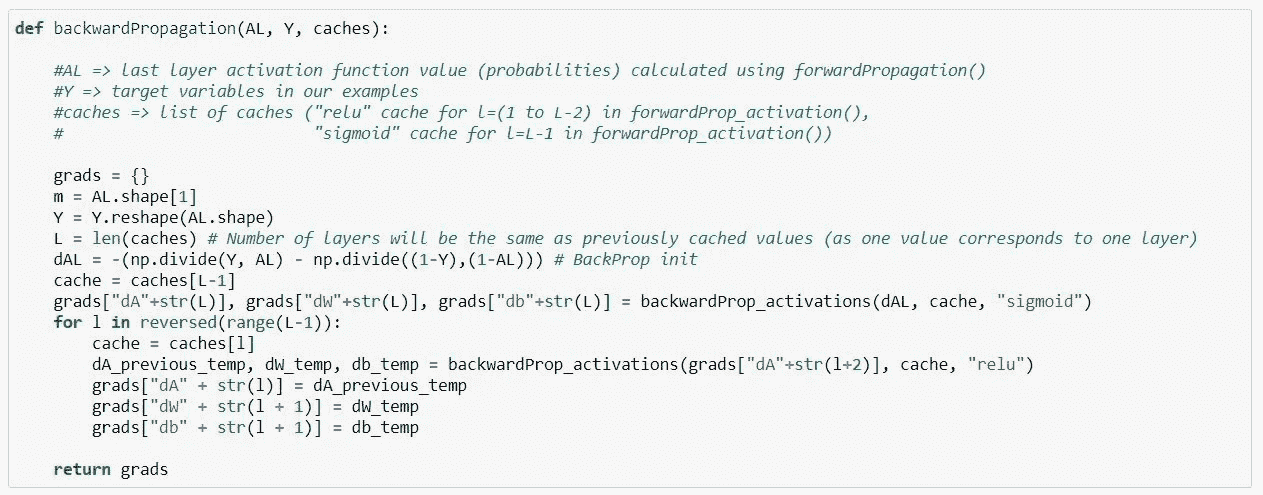 def backwardPropagation(AL, Y, caches):
#AL => last layer activation function value (probabilities) calculated using forwardPropagation()
#Y => target variables in our examples
#caches => list of caches ("relu" cache for l=(1 to L-2) in forwardProp_activation(),
#                         "sigmoid" cache for l=L-1 in forwardProp_activation())
grads = {}
m = AL.shape[1]
Y = Y.reshape(AL.shape)
L = len(caches) # Number of layers will be the same as previously cached values (as one value corresponds to one layer)
dAL = -(np.divide(Y, AL) - np.divide((1-Y),(1-AL))) # BackProp init
cache = caches[L-1]
grads["dA"+str(L)], grads["dW"+str(L)], grads["db"+str(L)] = backwardProp_activations(dAL, cache, "sigmoid")
for l in reversed(range(L-1)):
cache = caches[l]
dA_previous_temp, dW_temp, db_temp = backwardProp_activations(grads["dA"+str(l+2)], cache, "relu")
grads["dA" + str(l)] = dA_previous_temp
grads["dW" + str(l + 1)] = dW_temp
grads["db" + str(l + 1)] = db_temp
return grads